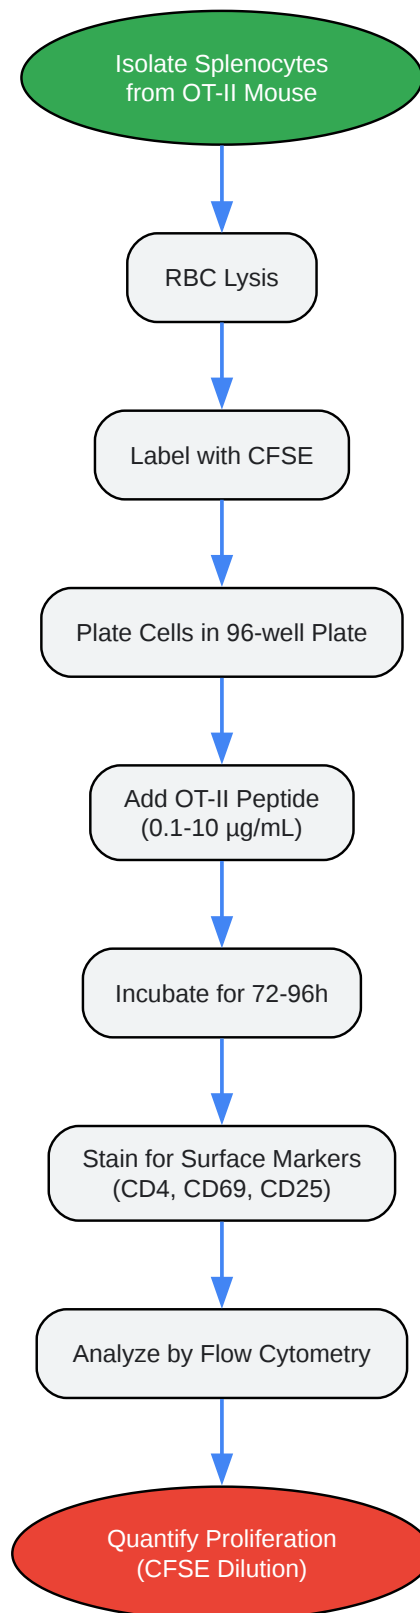 Isolate Splenocytes
from OT-II Mouse
RBC Lysis
Label with CFSE
Plate Cells in 96-well Plate
Add OT-II Peptide
(0.1-10 µg/mL)
Incubate for 72-96h
Stain for Surface Markers
(CD4, CD69, CD25)
Analyze by Flow Cytometry
Quantify Proliferation
(CFSE Dilution)